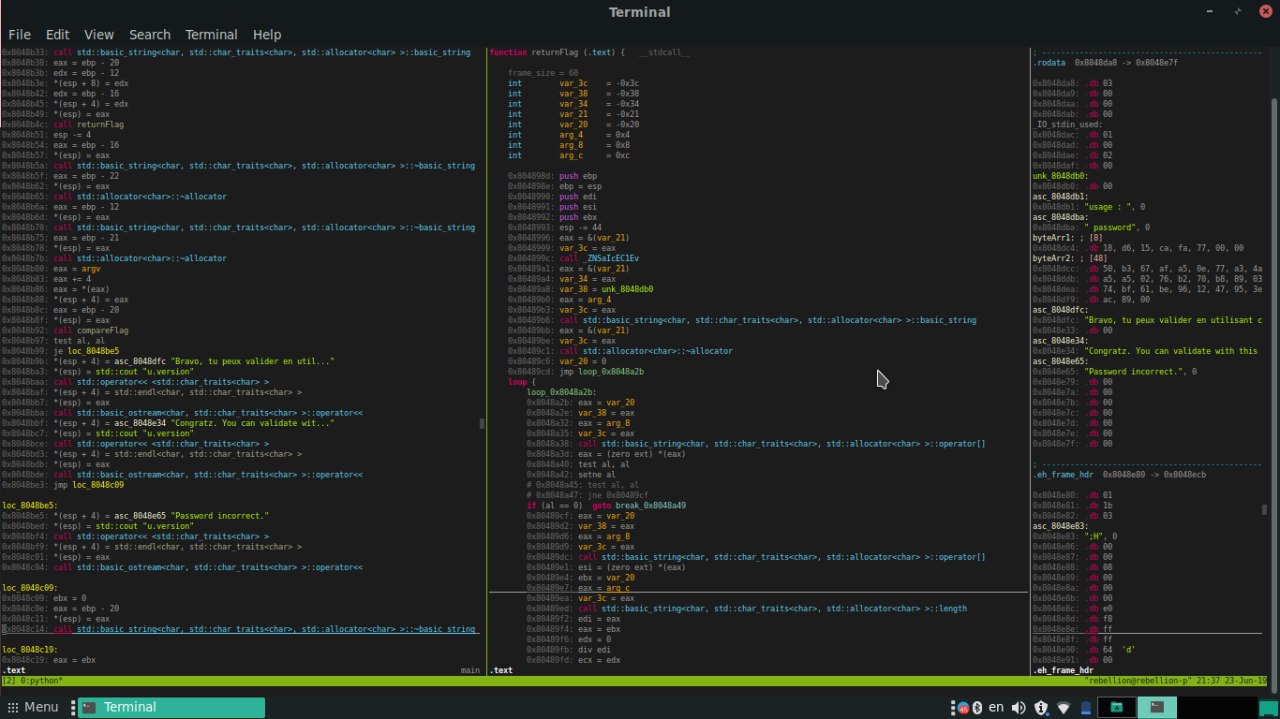 Terminal
File Edit View Search Terminal Help
0x8048b33: call std::basic_string<char, std::char_traits<char>, std::allocator<char> >::basic_string
0x8048b38: eax = ebp - 20
0x8048b3b: edx = ebp - 12
0x8048b3e: *(esp + 8) = edx
0x8048b42: edx = ebp - 16
0x8048b45: *(esp + 4) = edx
0x8048b49: *(esp) = eax
0x8048b4c: call returnFlag
0x8048b51: esp -= 4
0x8048b54: eax = ebp - 16
0x8048b57: *(esp) = eax
0x8048b5a: call std::basic_string<char, std::char_traits<char>, std::allocator<char> >::~basic_string
0x8048b5f: eax = ebp - 22
0x8048b62: *(esp) = eax
0x8048b65: call std::allocator<char>::~allocator
0x8048b6a: eax = ebp - 12
0x8048b6d: *(esp) = eax
0x8048b70: call std::basic_string<char, std::char_traits<char>, std::allocator<char> >::~basic_string
0x8048b75: eax = ebp - 21
0x8048b78: *(esp) = eax
0x8048b7b: call std::allocator<char>::~allocator
0x8048b80: eax = argv
0x8048b83: eax += 4
0x8048b86: eax = *(eax)
0x8048b88: *(esp + 4) = eax
0x8048b8c: eax = ebp - 20
0x8048b8f: *(esp) = eax
0x8048b92: call compareFlag
0x8048b97: test al, al
0x8048b99: je loc_8048be5
0x8048b9b: *(esp + 4) = asc_8048dfc "Bravo, tu peux valider en util..."
0x8048ba3: *(esp) = std::cout "u.version"
0x8048baa: call std::operator<< <std::char_traits<char> >
0x8048baf: *(esp + 4) = std::endl<char, std::char_traits<char> >
0x8048bb7: *(esp) = eax
0x8048bba: call std::basic_ostream<char, std::char_traits<char> >::operator<<
0x8048bbf: *(esp + 4) = asc_8048e34 "Congratz. You can validate wit..."
0x8048bc7: *(esp) = std::cout "u.version"
0x8048bce: call std::operator<< <std::char_traits<char> >
0x8048bd3: *(esp + 4) = std::endl<char, std::char_traits<char> >
0x8048bdb: *(esp) = eax
0x8048bde: call std::basic_ostream<char, std::char_traits<char> >::operator<<
0x8048be3: jmp loc_8048c09
loc_8048be5:
0x8048be5: *(esp + 4) = asc_8048e65 "Password incorrect."
0x8048bed: *(esp) = std::cout "u.version"
0x8048bf4: call std::operator<< <std::char_traits<char> >
0x8048bf9: *(esp + 4) = std::endl<char, std::char_traits<char> >
0x8048c01: *(esp) = eax
0x8048c04: call std::basic_ostream<char, std::char_traits<char> >::operator<<
loc_8048c09:
0x8048c09: ebx = 0
0x8048c0e: eax = ebp - 20
0x8048c11: *(esp) = eax
0x8048c14: call std::basic_string<char, std::char_traits<char>, std::allocator<char> >::~basic_string
loc_8048c19:
0x8048c19: eax = ebx
.text main
function returnFlag (.text) { __stdcall__
frame_size = 60
int var_3c = -0x3c
int var_38 = -0x38
int var_34 = -0x34
int var_21 = -0x21
int var_20 = -0x20
int arg_4 = 0x4
int arg_8 = 0x8
int arg_c = 0xc
0x804898d: push ebp
0x804898e: ebp = esp
0x8048990: push edi
0x8048991: push esi
0x8048992: push ebx
0x8048993: esp -= 44
0x8048996: eax = &(var_21)
0x8048999: var_3c = eax
0x804899c: call _ZNSaIcEC1Ev
0x80489a1: eax = &(var_21)
0x80489a4: var_34 = eax
0x80489a8: var_38 = unk_8048db0
0x80489b0: eax = arg_4
0x80489b3: var_3c = eax
0x80489b6: call std::basic_string<char, std::char_traits<char>, std::allocator<char> >::basic_string
0x80489bb: eax = &(var_21)
0x80489be: var_3c = eax
0x80489c1: call std::allocator<char>::~allocator
0x80489c6: var_20 = 0
0x80489cd: jmp loop_0x8048a2b
loop {
loop_0x8048a2b:
0x8048a2b: eax = var_20
0x8048a2e: var_38 = eax
0x8048a32: eax = arg_8
0x8048a35: var_3c = eax
0x8048a38: call std::basic_string<char, std::char_traits<char>, std::allocator<char> >::operator[]
0x8048a3d: eax = (zero ext) *(eax)
0x8048a40: test al, al
0x8048a42: setne al
# 0x8048a45: test al, al
# 0x8048a47: jne 0x80489cf
if (al == 0) goto break_0x8048a49
0x80489cf: eax = var_20
0x80489d2: var_38 = eax
0x80489d6: eax = arg_8
0x80489d9: var_3c = eax
0x80489dc: call std::basic_string<char, std::char_traits<char>, std::allocator<char> >::operator[]
0x80489e1: esi = (zero ext) *(eax)
0x80489e4: ebx = var_20
0x80489e7: eax = arg_c
0x80489ea: var_3c = eax
0x80489ed: call std::basic_string<char, std::char_traits<char>, std::allocator<char> >::length
0x80489f2: edi = eax
0x80489f4: eax = ebx
0x80489f6: edx = 0
0x80489fb: div edi
0x80489fd: ecx = edx
.text
; ---------------------------------------
.rodata 0x8048da8 -> 0x8048e7f
0x8048da8: .db 03
0x8048da9: .db 00
0x8048daa: .db 00
0x8048dab: .db 00
_IO_stdin_used:
0x8048dac: .db 01
0x8048dad: .db 00
0x8048dae: .db 02
0x8048daf: .db 00
unk_8048db0:
0x8048db0: .db 00
asc_8048db1:
0x8048db1: "usage : ", 0
asc_8048dba:
0x8048dba: " password", 0
byteArr1: ; [8]
0x8048dc4: .db 18, d6, 15, ca, fa, 77, 00, 00
byteArr2: ; [48]
0x8048dcc: .db 50, b3, 67, af, a5, 0e, 77, a3, 4a
0x8048ddb: .db a5, a5, 02, 76, b2, 70, b8, 89, 03
0x8048dea: .db 74, bf, 61, be, 96, 12, 47, 95, 3e
0x8048df9: .db ac, 89, 00
asc_8048dfc:
0x8048dfc: "Bravo, tu peux valider en utilisant c
0x8048e33: .db 00
asc_8048e34:
0x8048e34: "Congratz. You can validate with this
asc_8048e65:
0x8048e65: "Password incorrect.", 0
0x8048e79: .db 00
0x8048e7a: .db 00
0x8048e7b: .db 00
0x8048e7c: .db 00
0x8048e7d: .db 00
0x8048e7e: .db 00
0x8048e7f: .db 00
; ---------------------------------------
.eh_frame_hdr 0x8048e80 -> 0x8048ecb
0x8048e80: .db 01
0x8048e81: .db 1b
0x8048e82: .db 03
asc_8048e83:
0x8048e83: ";H", 0
0x8048e86: .db 00
0x8048e87: .db 00
0x8048e88: .db 08
0x8048e89: .db 00
0x8048e8a: .db 00
0x8048e8b: .db 00
0x8048e8c: .db e0
0x8048e8d: .db f8
0x8048e8e: .db ff
0x8048e8f: .db ff
0x8048e90: .db 64 'd'
0x8048e91: .db 00
.eh_frame_hdr
[2] 0:python* "rebellion@rebellion-p" 21:37 23-Jun-19
Menu Terminal en